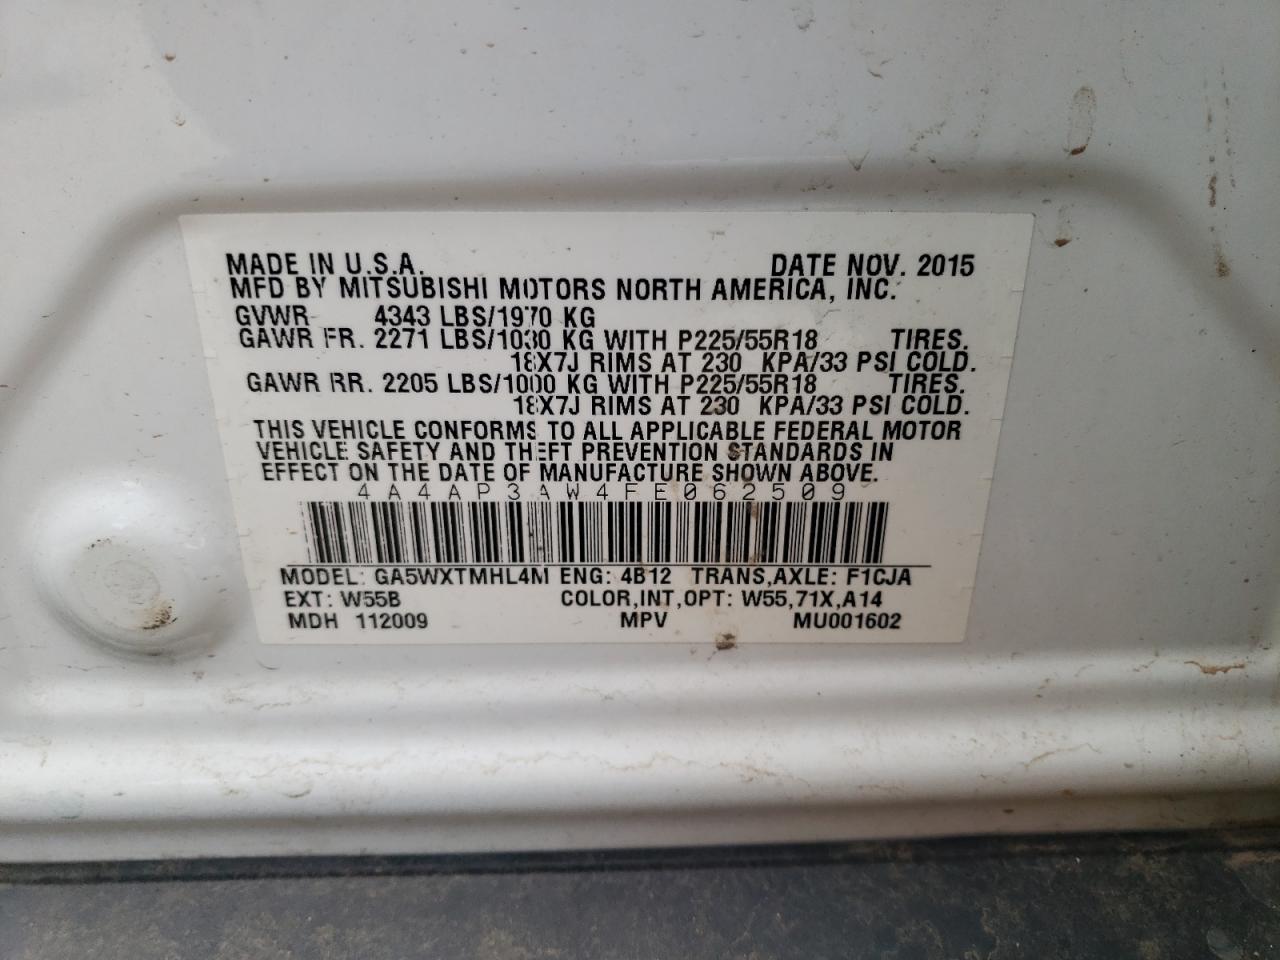 MADE IN U.S.A. DATE NOV. 2015
MFD BY MITSUBISHI MOTORS NORTH AMERICA, INC.
GVWR 4343 LBS/1970 KG
GAWR FR. 2271 LBS/1030 KG WITH P225/55R18 TIRES.
18X7J RIMS AT 230 KPA/33 PSI COLD.
GAWR RR. 2205 LBS/1000 KG WITH P225/55R18 TIRES.
18X7J RIMS AT 230 KPA/33 PSI COLD.
THIS VEHICLE CONFORMS TO ALL APPLICABLE FEDERAL MOTOR
VEHICLE SAFETY AND THEFT PREVENTION STANDARDS IN
EFFECT ON THE DATE OF MANUFACTURE SHOWN ABOVE.
4A4AP3AW4FE062509
MODEL: GA5WXTMHL4M ENG: 4B12 TRANS,AXLE: F1CJA
EXT: W55B COLOR,INT,OPT: W55,71X,A14
MDH 112009 MPV MU001602